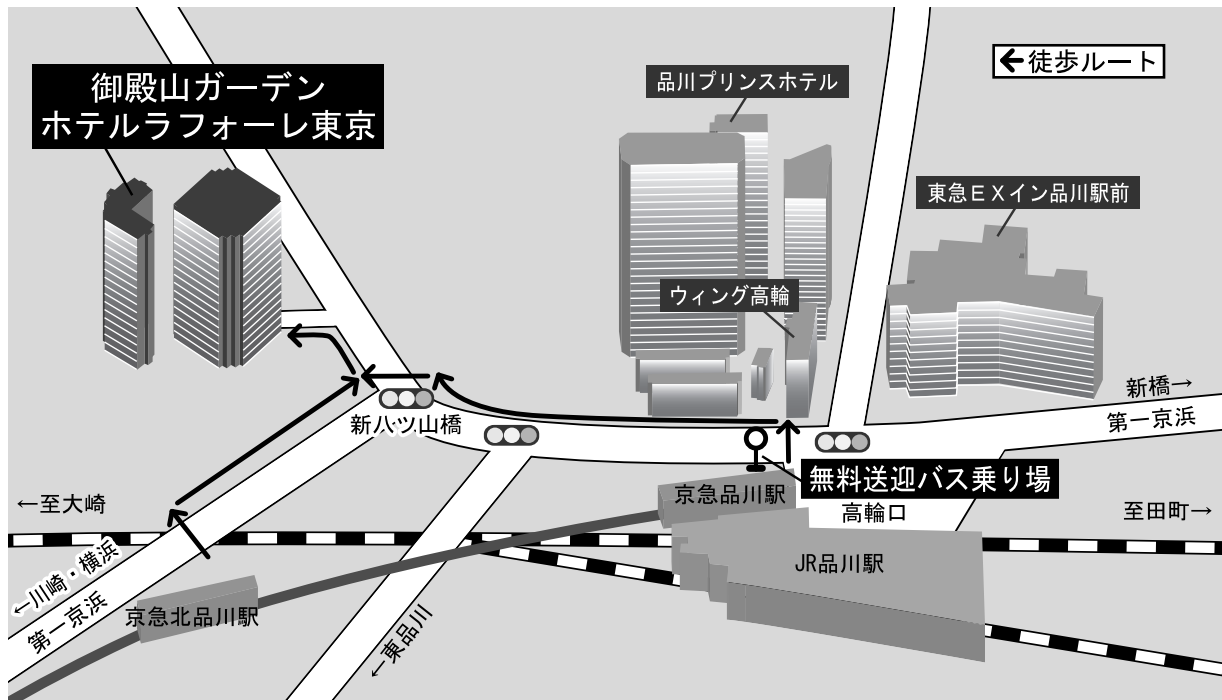 御殿山ガーデン
ホテルラフォーレ東京
品川プリンスホテル
←徒歩ルート
東急EXイン品川駅前
ウィング高輪
新橋→
第一京浜
新八ツ山橋
無料送迎バス乗り場
京急品川駅
高輪口
←至大崎
至田町→
JR品川駅
←川崎・横浜
第一京浜
京急北品川駅
←東品川